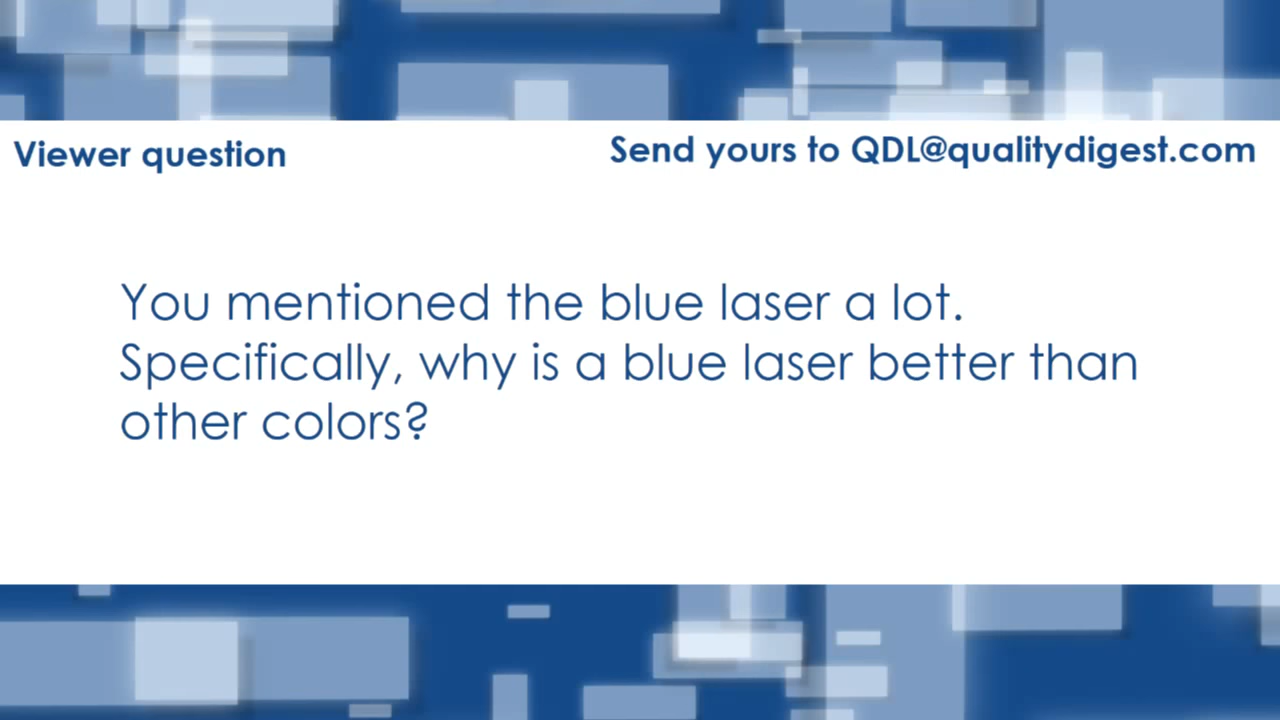 Viewer question
Send yours to QDL@qualitydigest.com
You mentioned the blue laser a lot.
Specifically, why is a blue laser better than
other colors?